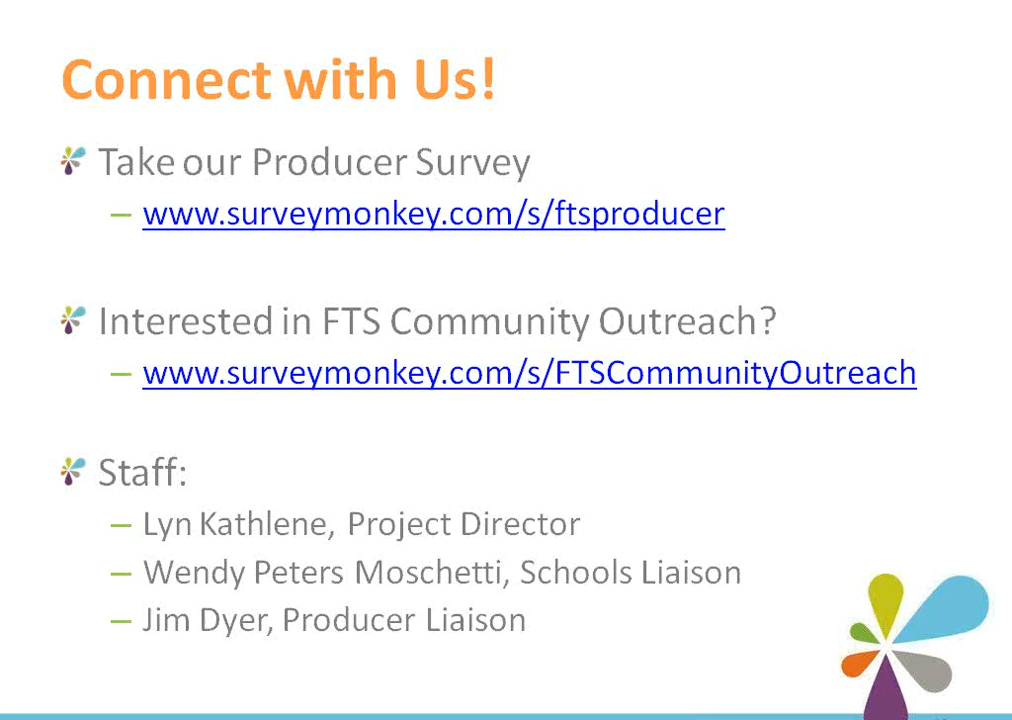 Connect with Us!
Take our Producer Survey
– www.surveymonkey.com/s/ftsproducer
Interested in FTS Community Outreach?
– www.surveymonkey.com/s/FTSCommunityOutreach
Staff:
– Lyn Kathlene, Project Director
– Wendy Peters Moschetti, Schools Liaison
– Jim Dyer, Producer Liaison